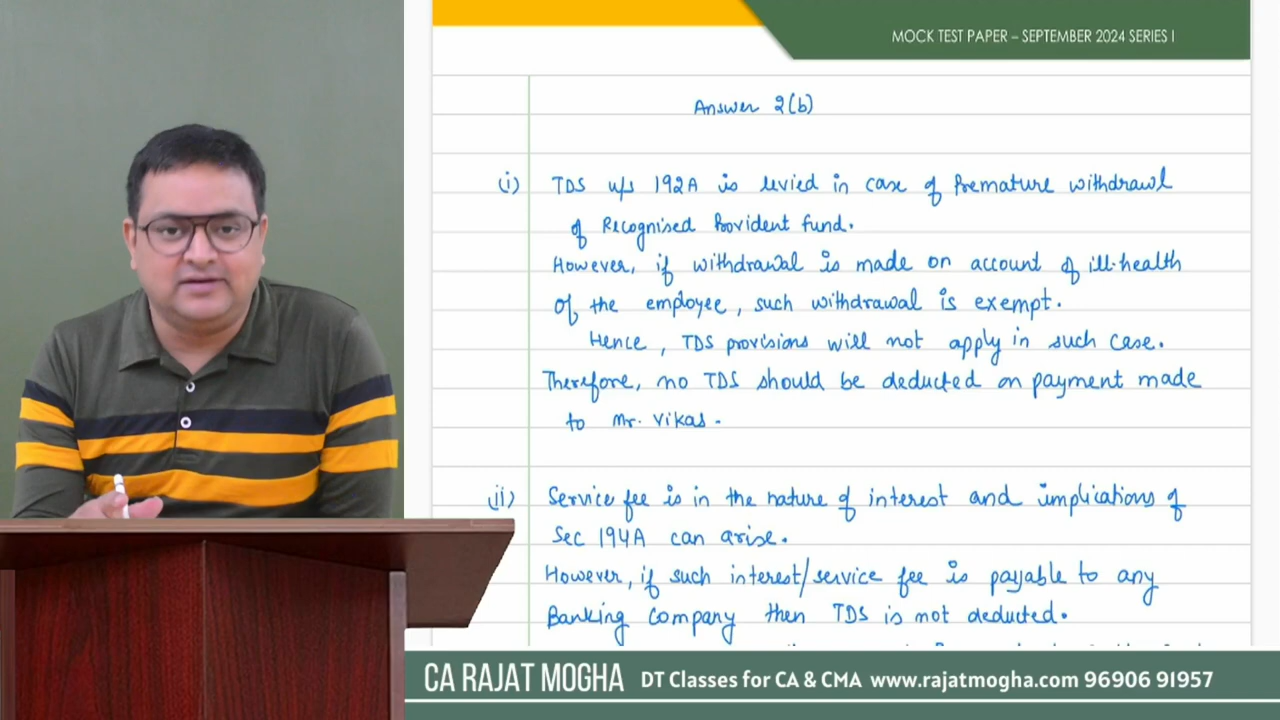 MOCK TEST PAPER – SEPTEMBER 2024 SERIES I
Answer 2(b)
(i) TDS u/s 192A is levied in case of Premature withdrawl
of Recognised Provident Fund.
However, if withdrawal is made on account of ill-health
of the employee, such withdrawal is exempt.
Hence, TDS provisions will not apply in such case.
Therefore, no TDS should be deducted on payment made
to Mr. Vikas.
(ii) Service fee is in the nature of interest and implications of
Sec 194A can arise.
However, if such interest/service fee is payable to any
Banking Company then TDS is not deducted.
CA RAJAT MOGHA DT Classes for CA & CMA www.rajatmogha.com 96906 91957